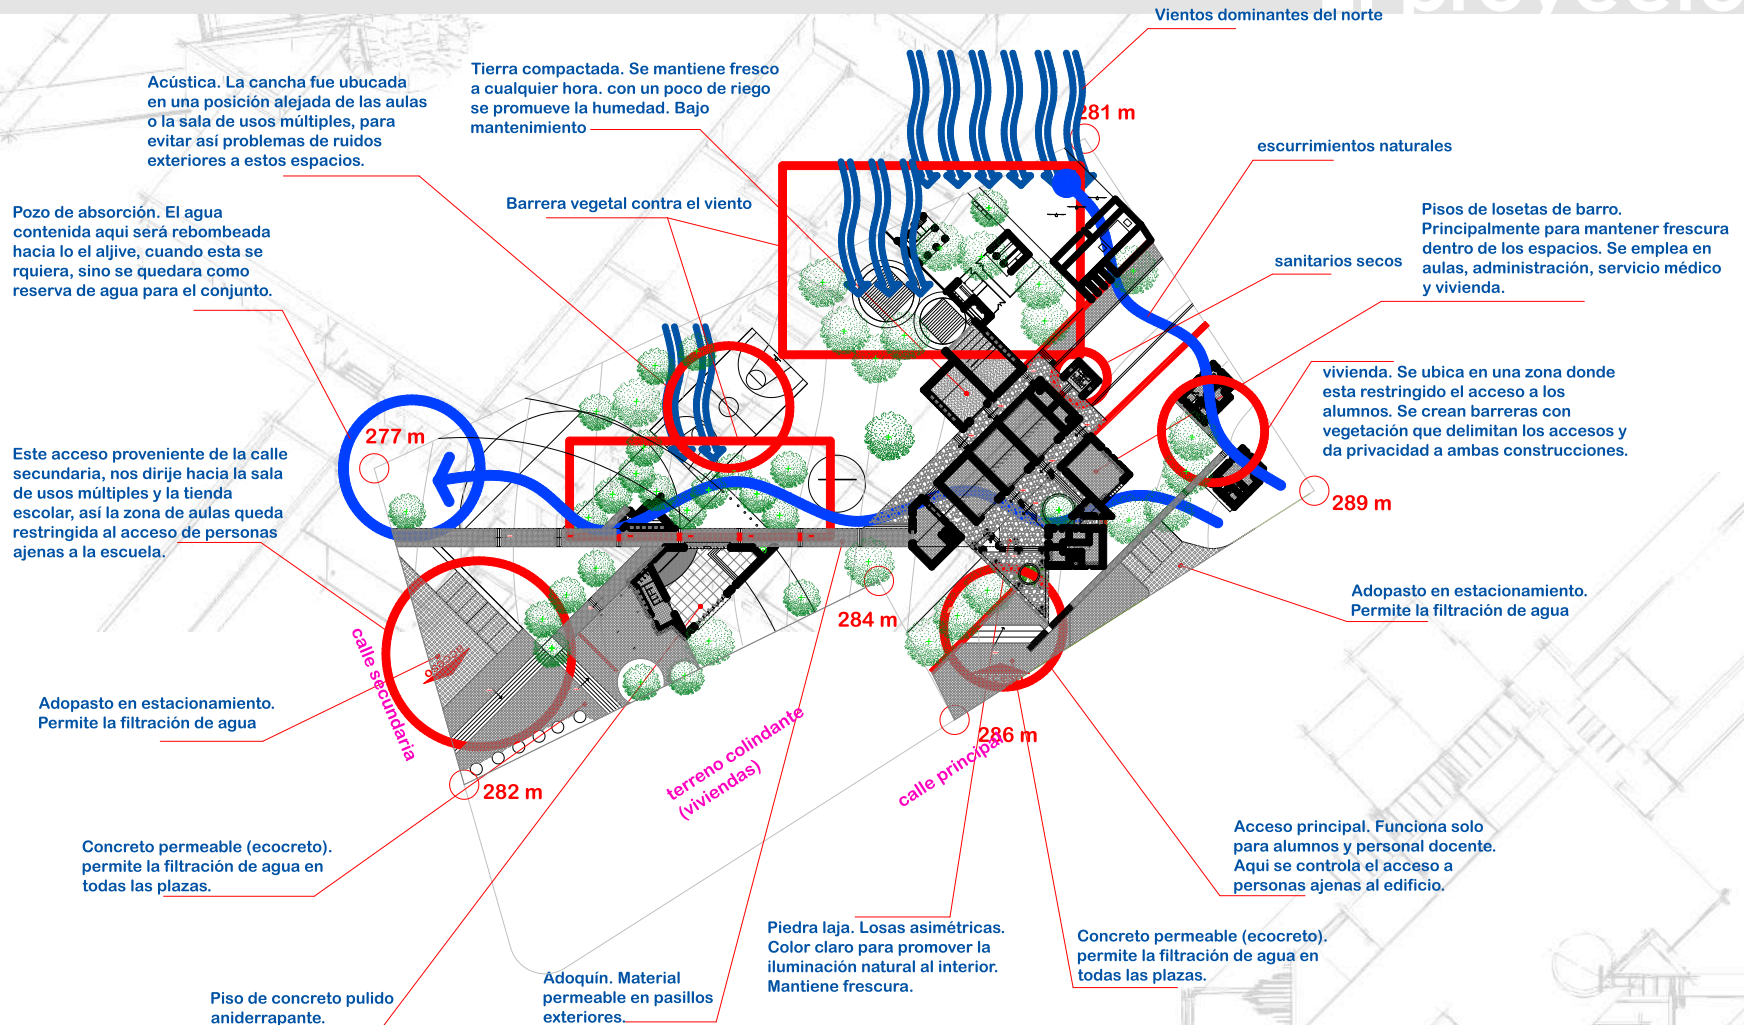 Vientos dominantes del norte
Acústica. La cancha fue ubucada
en una posición alejada de las aulas
o la sala de usos múltiples, para
evitar así problemas de ruidos
exteriores a estos espacios.
Tierra compactada. Se mantiene fresco
a cualquier hora. con un poco de riego
se promueve la humedad. Bajo
mantenimiento
281 m
escurrimientos naturales
Barrera vegetal contra el viento
Pozo de absorción. El agua
contenida aqui será rebombeada
hacia lo el aljive, cuando esta se
rquiera, sino se quedara como
reserva de agua para el conjunto.
Pisos de losetas de barro.
Principalmente para mantener frescura
dentro de los espacios. Se emplea en
aulas, administración, servicio médico
y vivienda.
sanitarios secos
vivienda. Se ubica en una zona donde
esta restringido el acceso a los
alumnos. Se crean barreras con
vegetación que delimitan los accesos y
da privacidad a ambas construcciones.
277 m
Este acceso proveniente de la calle
secundaria, nos dirije hacia la sala
de usos múltiples y la tienda
escolar, así la zona de aulas queda
restringida al acceso de personas
ajenas a la escuela.
289 m
Adopasto en estacionamiento.
Permite la filtración de agua
284 m
calle secundaria
Adopasto en estacionamiento.
Permite la filtración de agua
terreno colindante
(viviendas)
286 m
calle principal
282 m
Concreto permeable (ecocreto).
permite la filtración de agua en
todas las plazas.
Acceso principal. Funciona solo
para alumnos y personal docente.
Aqui se controla el acceso a
personas ajenas al edificio.
Piedra laja. Losas asimétricas.
Color claro para promover la
iluminación natural al interior.
Mantiene frescura.
Concreto permeable (ecocreto).
permite la filtración de agua en
todas las plazas.
Adoquín. Material
permeable en pasillos
exteriores.
Piso de concreto pulido
aniderrapante.